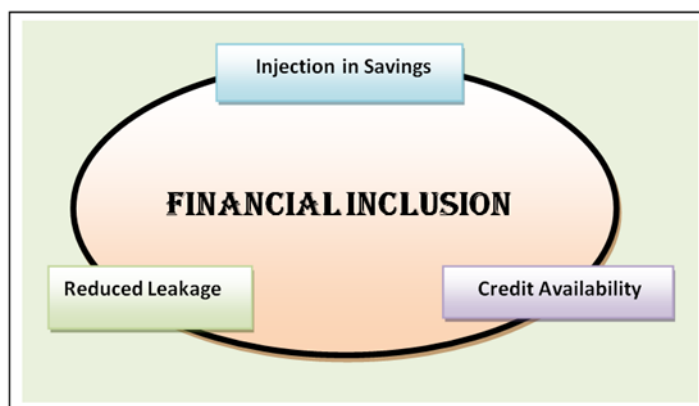 Injection in Savings
FINANCIAL INCLUSION
Reduced Leakage
Credit Availability